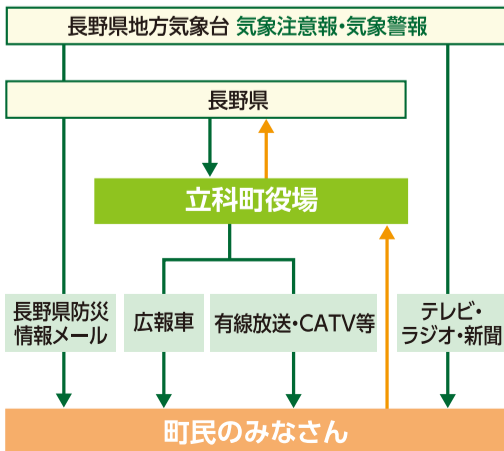 長野県地方気象台 気象注意報・気象警報
長野県
立科町役場
長野県防災
情報メール
広報車
有線放送・CATV等
テレビ・
ラジオ・新聞
町民のみなさん